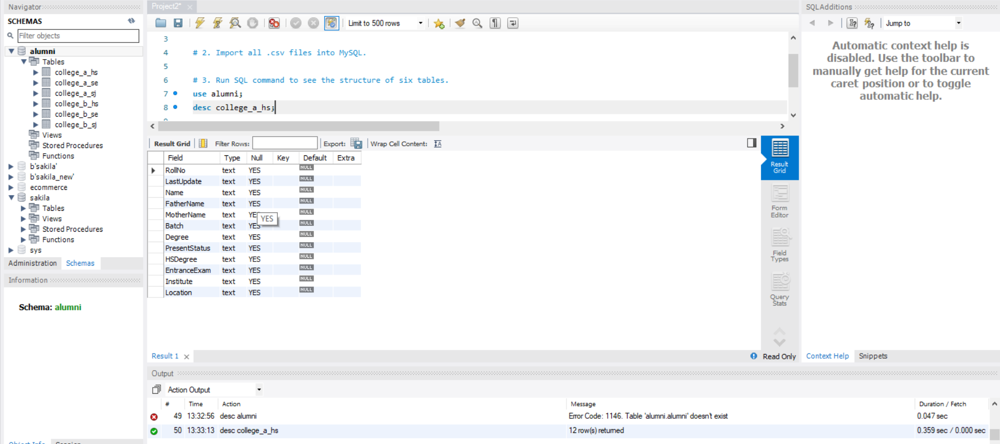 Navigator
SCHEMAS
Filter objects
alumni
Tables
college_a_hs
college_a_se
college_a_sj
college_b_hs
college_b_se
college_b_sj
Views
Stored Procedures
Functions
b'sakila'
b'sakila_new'
ecommerce
sakila
Tables
Views
Stored Procedures
Functions
sys
Administration Schemas
Information
Schema: alumni
Project2*
Limit to 500 rows
3
4 # 2. Import all .csv files into MySQL.
5
6 # 3. Run SQL command to see the structure of six tables.
7 use alumni;
8 desc college_a_hs;
Result Grid Filter Rows: Export: Wrap Cell Content:
Field Type Null Key Default Extra
RollNo text YES NULL
LastUpdate text YES NULL
Name text YES NULL
FatherName text YES NULL
MotherName text YES NULL
YES
Batch text YES NULL
Degree text YES NULL
PresentStatus text YES NULL
HSDegree text YES NULL
EntranceExam text YES NULL
Institute text YES NULL
Location text YES NULL
Result
Grid
Form
Editor
Field
Types
Query
Stats
Result 1 Read Only
SQLAdditions
Jump to
Automatic context help is
disabled. Use the toolbar to
manually get help for the current
caret position or to toggle
automatic help.
Context Help Snippets
Output
Action Output
# Time Action Message Duration / Fetch
49 13:32:56 desc alumni Error Code: 1146. Table 'alumni.alumni' doesn't exist 0.047 sec
50 13:33:13 desc college_a_hs 12 row(s) returned 0.359 sec / 0.000 sec
Object Info Session